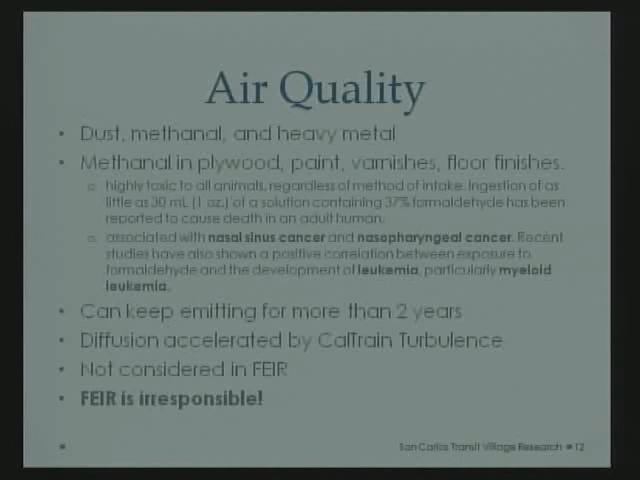 Air Quality
• Dust, methanal, and heavy metal
• Methanal in plywood, paint, varnishes, floor finishes.
o highly toxic to all animals, regardless of method of intake. Ingestion of as
little as 30 mL (1 oz.) of a solution containing 37% formaldehyde has been
reported to cause death in an adult human.
o associated with nasal sinus cancer and nasopharyngeal cancer. Recent
studies have also shown a positive correlation between exposure to
formaldehyde and the development of leukemia, particularly myeloid
leukemia.
• Can keep emitting for more than 2 years
• Diffusion accelerated by CalTrain Turbulence
• Not considered in FEIR
• FEIR is irresponsible!
San Carlos Transit Village Research 12